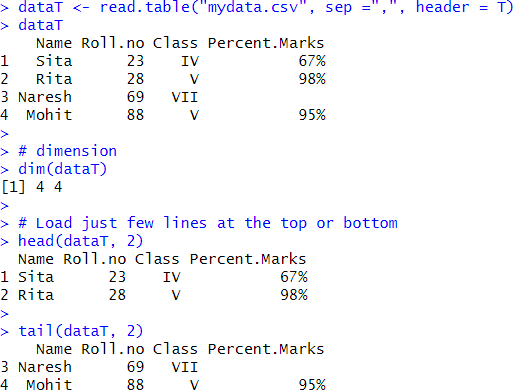 > dataT <- read.table("mydata.csv", sep =",", header = T)
> dataT
    Name Roll.no Class Percent.Marks
1   Sita      23    IV           67%
2   Rita      28     V           98%
3 Naresh      69   VII
4  Mohit      88     V           95%
>
> # dimension
> dim(dataT)
[1] 4 4
>
> # Load just few lines at the top or bottom
> head(dataT, 2)
  Name Roll.no Class Percent.Marks
1 Sita      23    IV           67%
2 Rita      28     V           98%
>
> tail(dataT, 2)
    Name Roll.no Class Percent.Marks
3 Naresh      69   VII
4  Mohit      88     V           95%